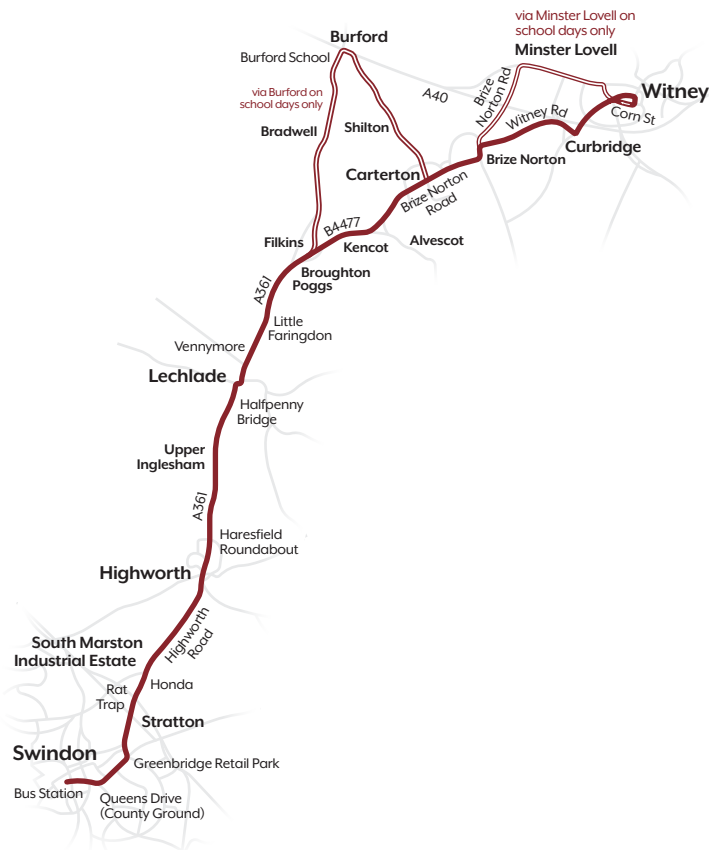 via Minster Lovell on
school days only
Minster Lovell
Burford
Burford School
Witney
A40
Brize
Norton Rd
via Burford on
school days only
Corn St
Witney Rd
Bradwell
Shilton
Curbridge
Brize Norton
Carterton
Brize Norton
Road
B4477
Filkins
Kencot
Alvescot
Broughton
Poggs
A361
Little
Faringdon
Vennymore
Lechlade
Halfpenny
Bridge
Upper
Inglesham
A361
Haresfield
Roundabout
Highworth
Highworth
Road
South Marston
Industrial Estate
Honda
Rat
Trap
Stratton
Swindon
Greenbridge Retail Park
Bus Station
Queens Drive
(County Ground)